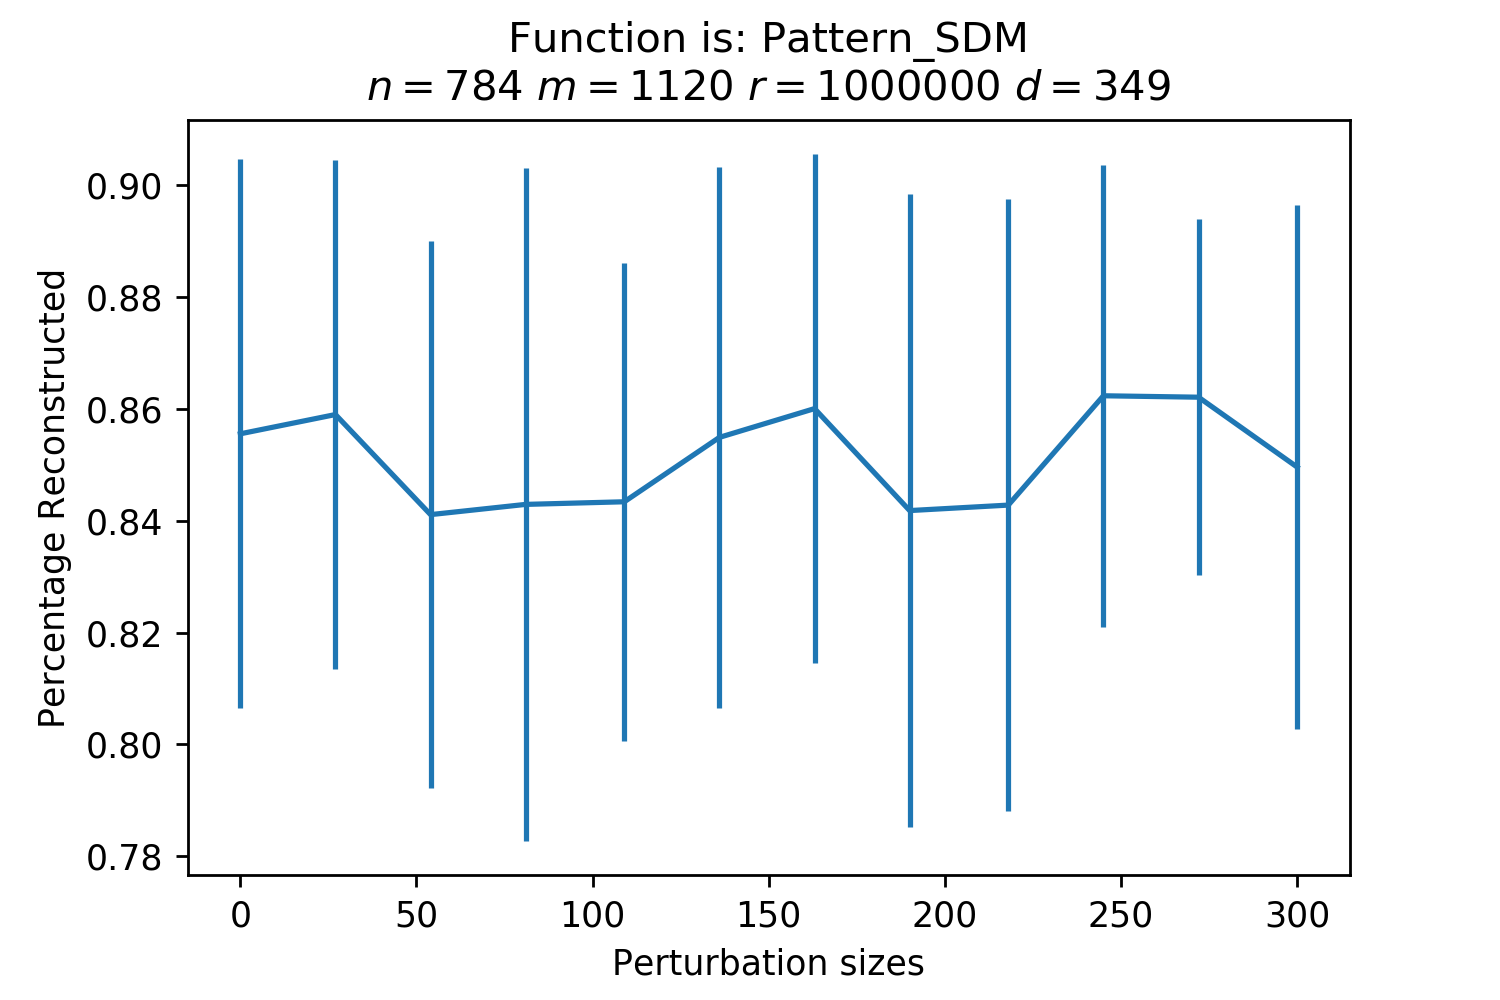 Function is: Pattern_SDM
n = 784 m = 1120 r = 1000000 d = 349
Percentage Reconstructed
0.90
0.88
0.86
0.84
0.82
0.80
0.78
0 50 100 150 200 250 300
Perturbation sizes